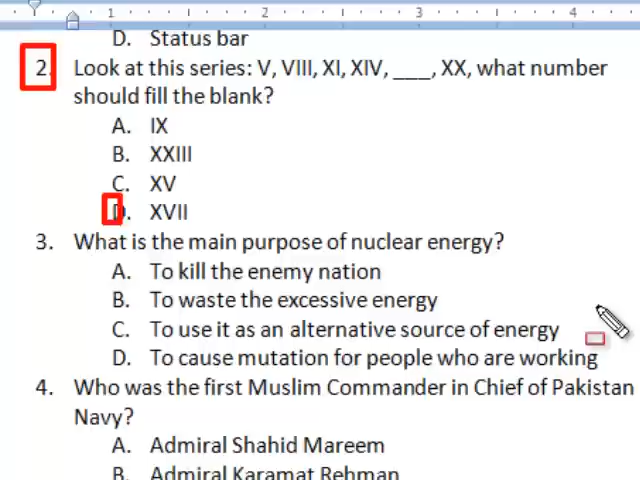 1 2 3 4
D. Status bar
2. Look at this series: V, VIII, XI, XIV, ___, XX, what number
should fill the blank?
A. IX
B. XXIII
C. XV
D. XVII
3. What is the main purpose of nuclear energy?
A. To kill the enemy nation
B. To waste the excessive energy
C. To use it as an alternative source of energy
D. To cause mutation for people who are working
4. Who was the first Muslim Commander in Chief of Pakistan
Navy?
A. Admiral Shahid Mareem
B. Admiral Karamat Rehman